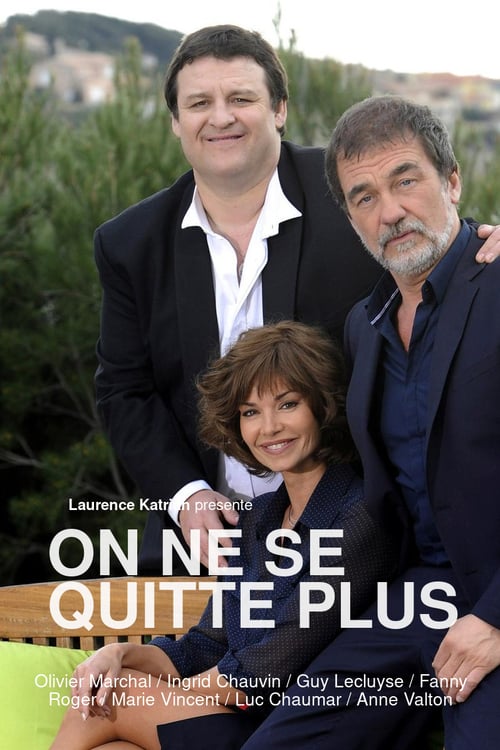 Laurence Katrian presente
ON NE SE
QUITTE PLUS
Olivier Marchal / Ingrid Chauvin / Guy Lecluyse / Fanny
Roger / Marie Vincent / Luc Chaumar / Anne Valton